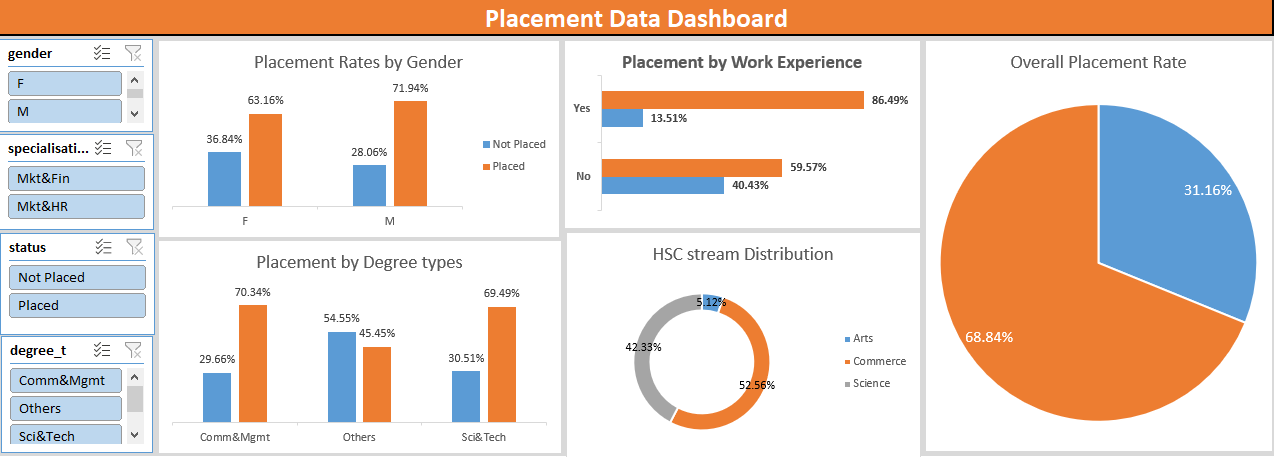 Placement Data Dashboard
gender
F
M
specialisati...
Mkt&Fin
Mkt&HR
status
Not Placed
Placed
degree_t
Comm&Mgmt
Others
Sci&Tech
Placement Rates by Gender
36.84%
63.16%
28.06%
71.94%
F
M
Not Placed
Placed
Placement by Work Experience
Yes
86.49%
13.51%
No
59.57%
40.43%
Overall Placement Rate
31.16%
68.84%
Placement by Degree types
29.66%
70.34%
54.55%
45.45%
30.51%
69.49%
Comm&Mgmt
Others
Sci&Tech
HSC stream Distribution
5.12%
42.33%
52.56%
Arts
Commerce
Science